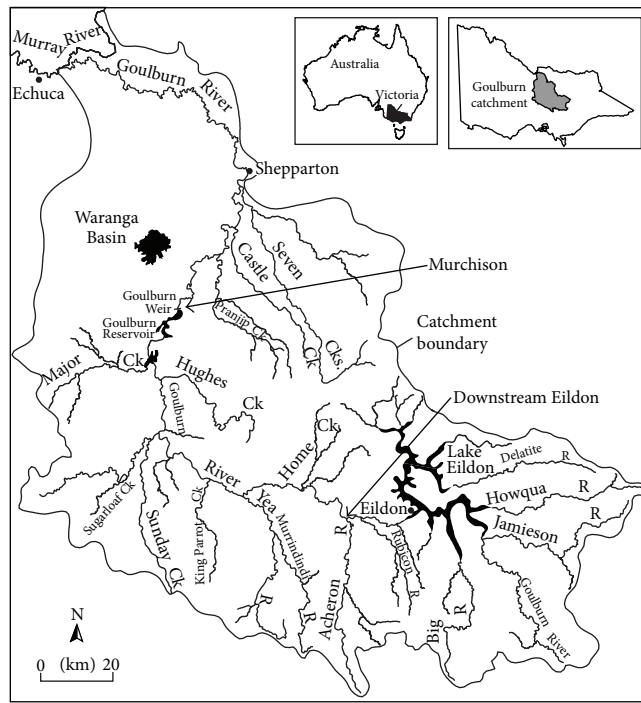 Murray River
Echuca
Goulburn River
Australia
Victoria
Goulburn
catchment
Shepparton
Waranga
Basin
Castle Ck
Seven Cks.
Murchison
Goulburn
Weir
Goulburn
Reservoir
Pranjip Ck
Catchment
boundary
Major Ck
Hughes Ck
Downstream Eildon
Goulburn River
Home Ck
Lake
Eildon
Delatite R
Sugarloaf Ck
Sunday Ck
King Parrot Ck
Yea R
Murrindindi R
Eildon
Howqua R
Jamieson R
Rubicon R
Acheron R
Big R
Goulburn River
N
0 (km) 20